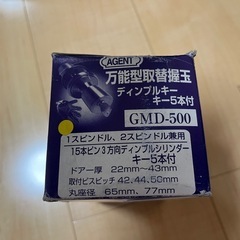 AGENT
万能型取替握玉
ディンプルキー
キー5本付
GMD-500
1スピンドル、2スピンドル兼用
15本ピン3方向ディンプルシリンダー
キー5本付
ドアー厚 22mm~43mm
取付ビスピッチ 42,44,50mm
丸座径 65mm、77mm